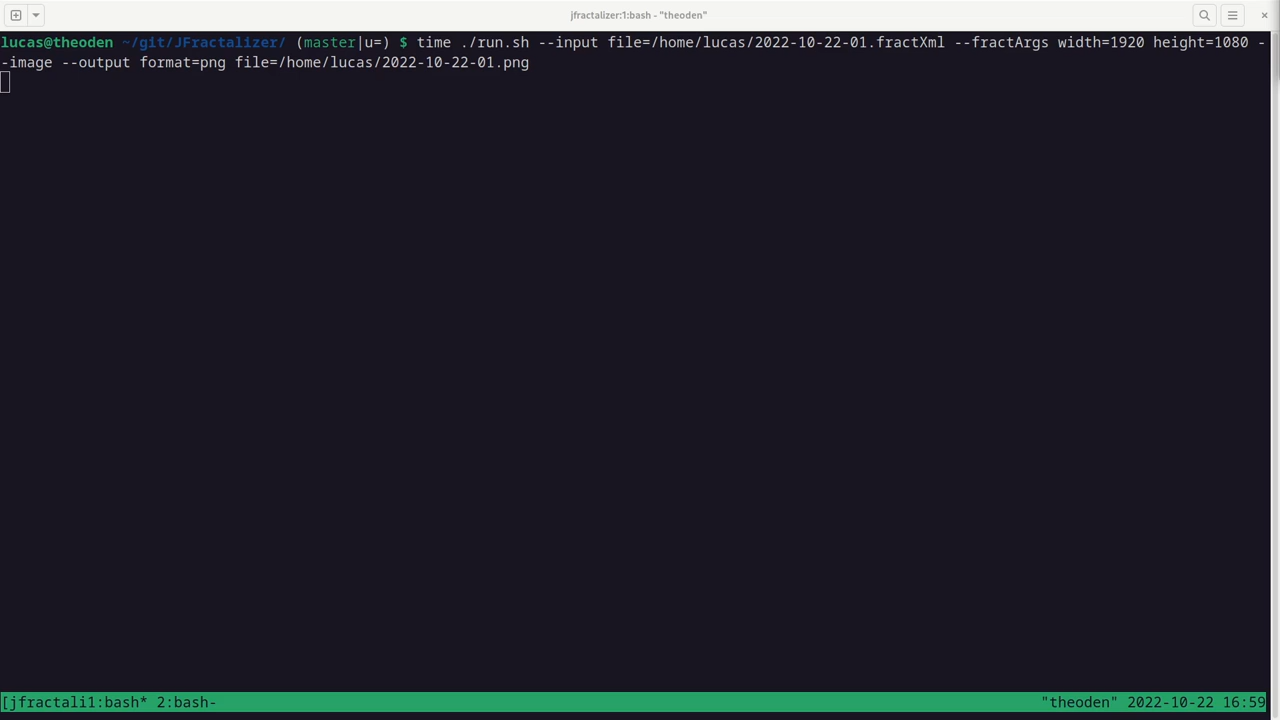 jfractalizer:1:bash - "theoden"
lucas@theoden ~/git/JFractalizer/ (master|u=) $ time ./run.sh --input file=/home/lucas/2022-10-22-01.fractXml --fractArgs width=1920 height=1080 -
-image --output format=png file=/home/lucas/2022-10-22-01.png
[jfractali1:bash* 2:bash- "theoden" 2022-10-22 16:59